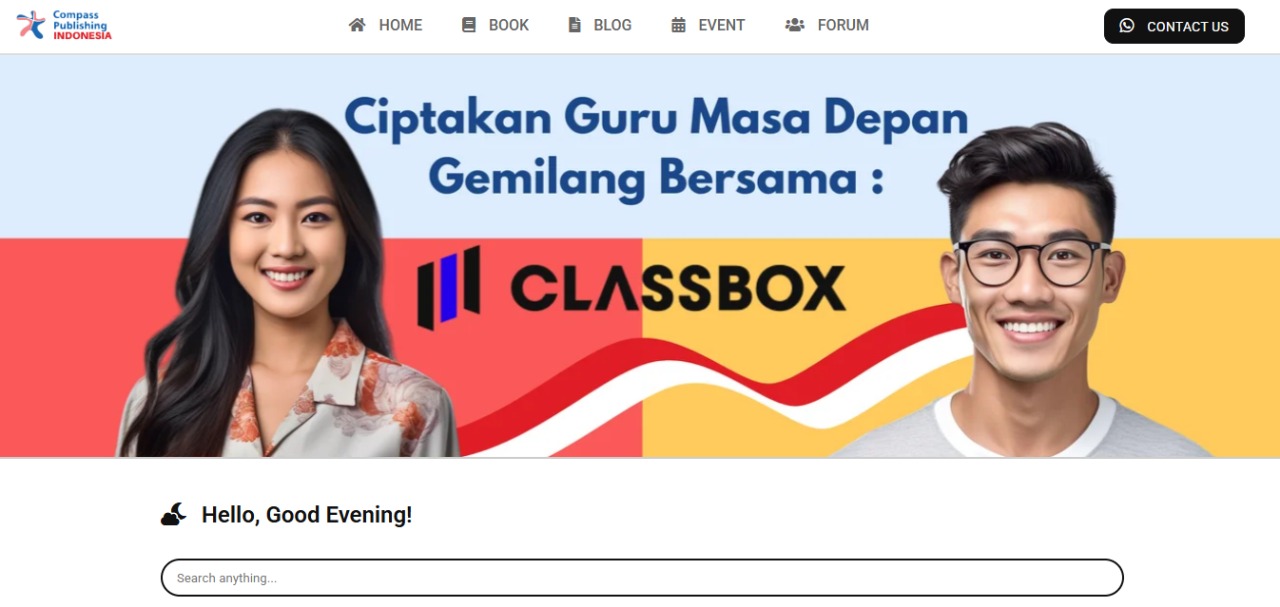 Compass
Publishing
INDONESIA
HOME
BOOK
BLOG
EVENT
FORUM
CONTACT US
Ciptakan Guru Masa Depan
Gemilang Bersama :
CLASSBOX
Hello, Good Evening!
Search anything...